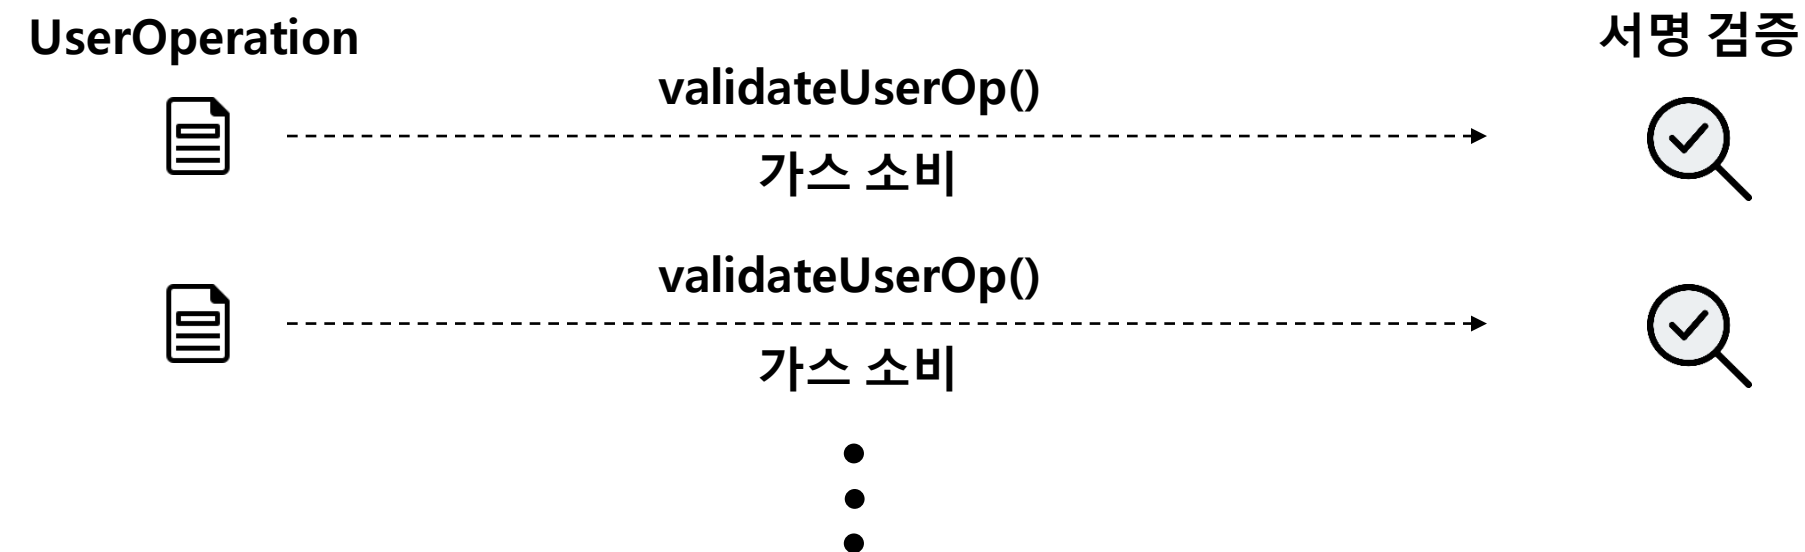 UserOperation
서명 검증
validateUserOp()
가스 소비
validateUserOp()
가스 소비